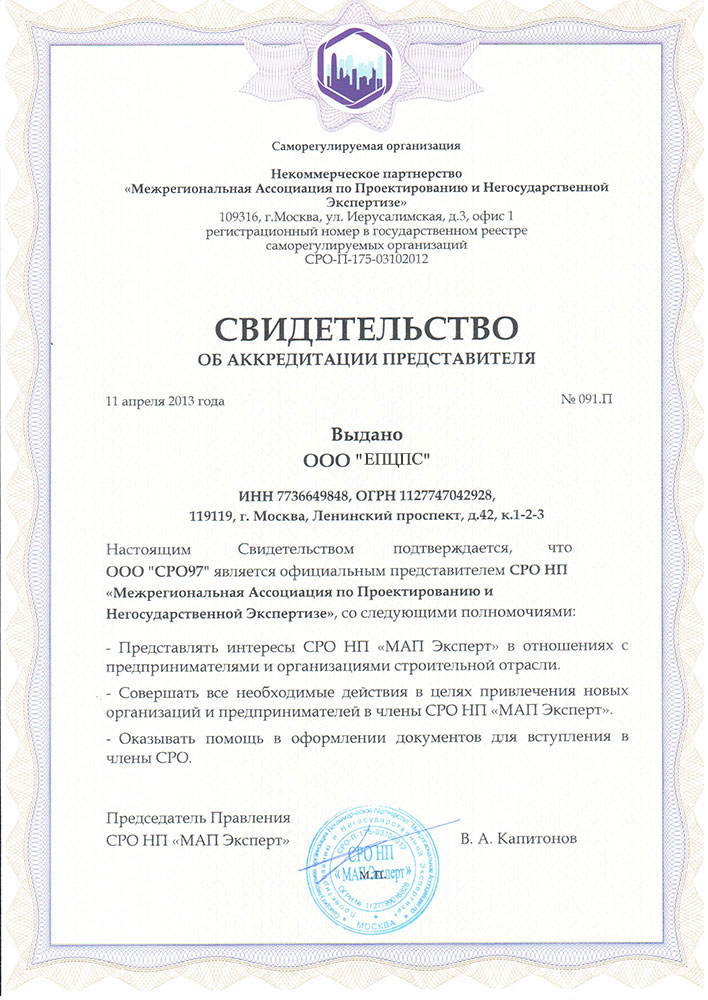 Саморегулируемая организация
Некоммерческое партнерство
«Межрегиональная Ассоциация по Проектированию и Негосударственной
Экспертизе»
109316, г.Москва, ул. Иерусалимская, д.3, офис 1
регистрационный номер в государственном реестре
саморегулируемых организаций
СРО-П-175-03102012
СВИДЕТЕЛЬСТВО
ОБ АККРЕДИТАЦИИ ПРЕДСТАВИТЕЛЯ
11 апреля 2013 года № 091.П
Выдано
ООО "ЕПЦПС"
ИНН 7736649848, ОГРН 1127747042928,
119119, г. Москва, Ленинский проспект, д.42, к.1-2-3
Настоящим Свидетельством подтверждается, что
ООО "СРО97" является официальным представителем СРО НП
«Межрегиональная Ассоциация по Проектированию и
Негосударственной Экспертизе», со следующими полномочиями:
- Представлять интересы СРО НП «МАП Эксперт» в отношениях с
предпринимателями и организациями строительной отрасли.
- Совершать все необходимые действия в целях привлечения новых
организаций и предпринимателей в члены СРО НП «МАП Эксперт».
- Оказывать помощь в оформлении документов для вступления в
члены СРО.
Председатель Правления
СРО НП «МАП Эксперт» В. А. Капитонов
СРО-П-175-03102012
СРО НП
«МАП Эксперт»
М.П.
МОСКВА